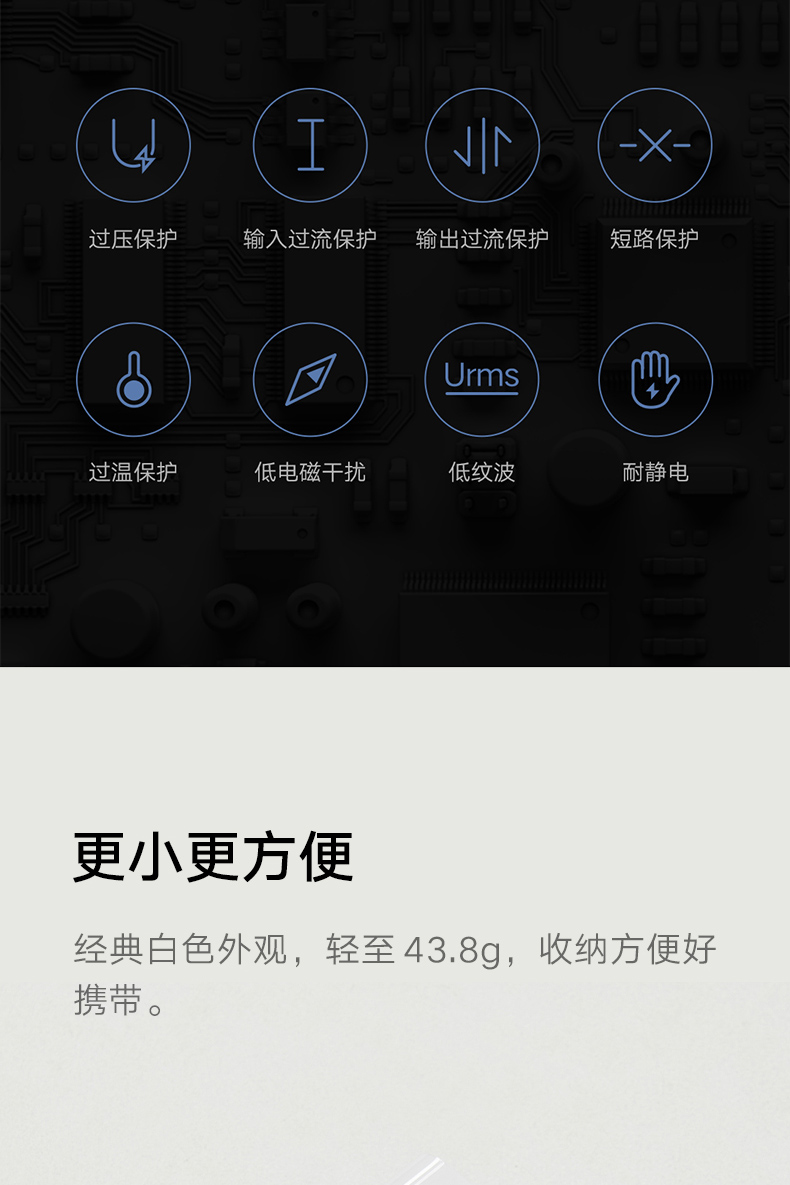 过压保护 输入过流保护 输出过流保护 短路保护
Urms
过温保护 低电磁干扰 低纹波 耐静电
更小更方便
经典白色外观，轻至43.8g，收纳方便好
携带。